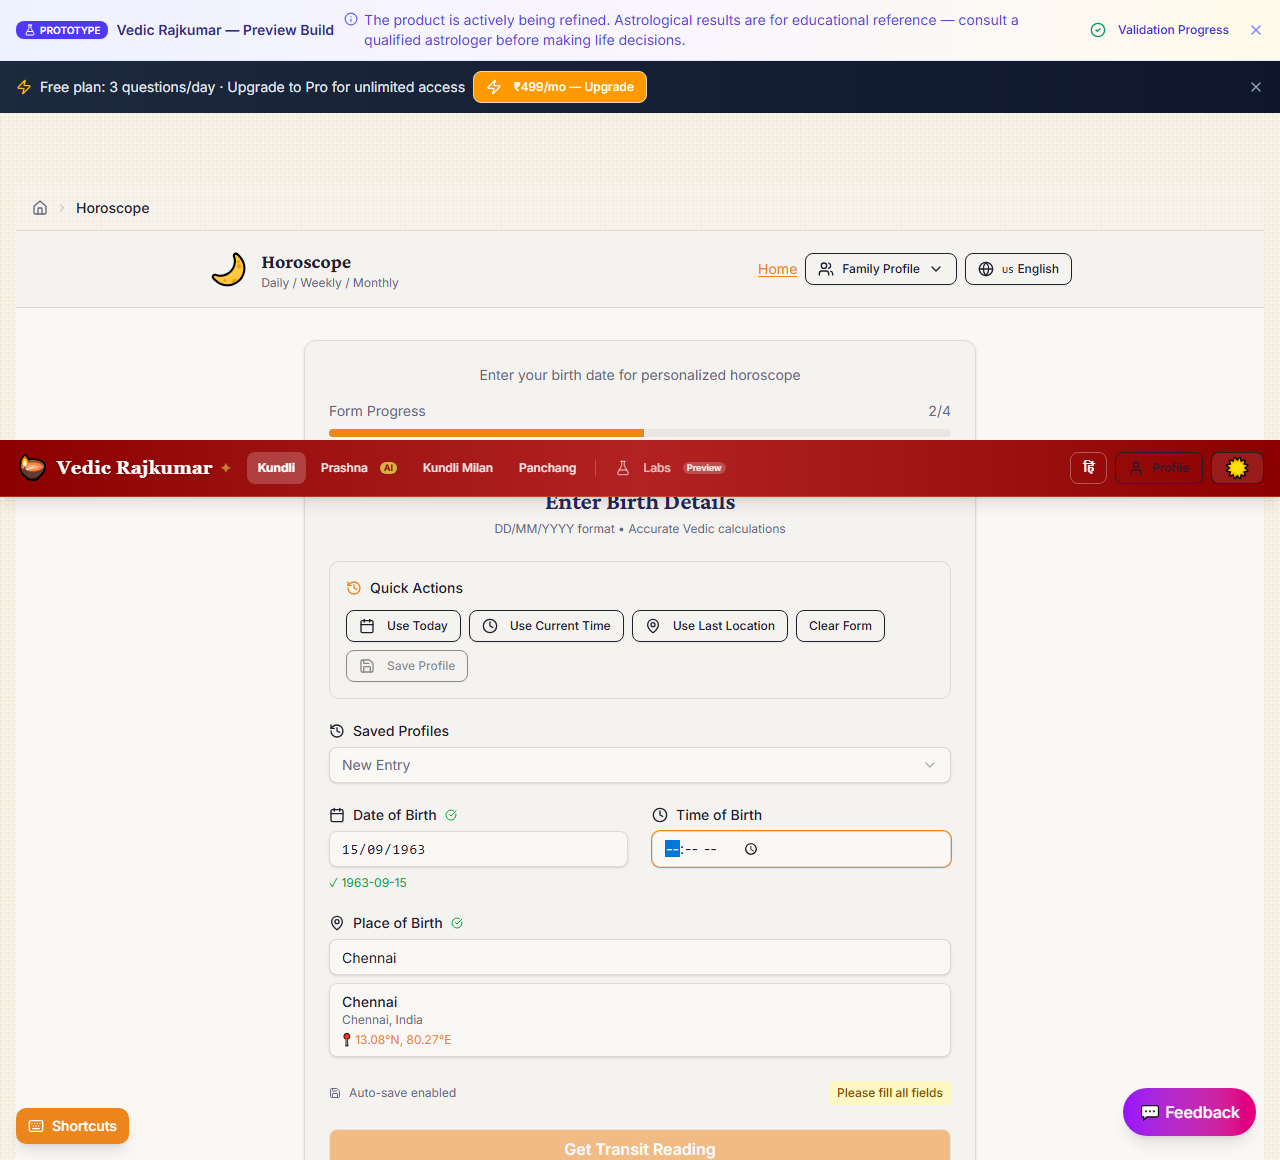 PROTOTYPE Vedic Rajkumar — Preview Build
The product is actively being refined. Astrological results are for educational reference — consult a
qualified astrologer before making life decisions.
Validation Progress
Free plan: 3 questions/day · Upgrade to Pro for unlimited access
₹499/mo — Upgrade
Horoscope
Horoscope
Daily / Weekly / Monthly
Home
Family Profile
US English
Enter your birth date for personalized horoscope
Form Progress 2/4
Vedic Rajkumar
Kundli
Prashna AI
Kundli Milan
Panchang
Labs Preview
हिं
Profile
Enter Birth Details
DD/MM/YYYY format • Accurate Vedic calculations
Quick Actions
Use Today
Use Current Time
Use Last Location
Clear Form
Save Profile
Saved Profiles
New Entry
Date of Birth
Time of Birth
15/09/1963
--:-- --
✓ 1963-09-15
Place of Birth
Chennai
Chennai
Chennai, India
13.08°N, 80.27°E
Auto-save enabled
Please fill all fields
Get Transit Reading
Shortcuts
Feedback